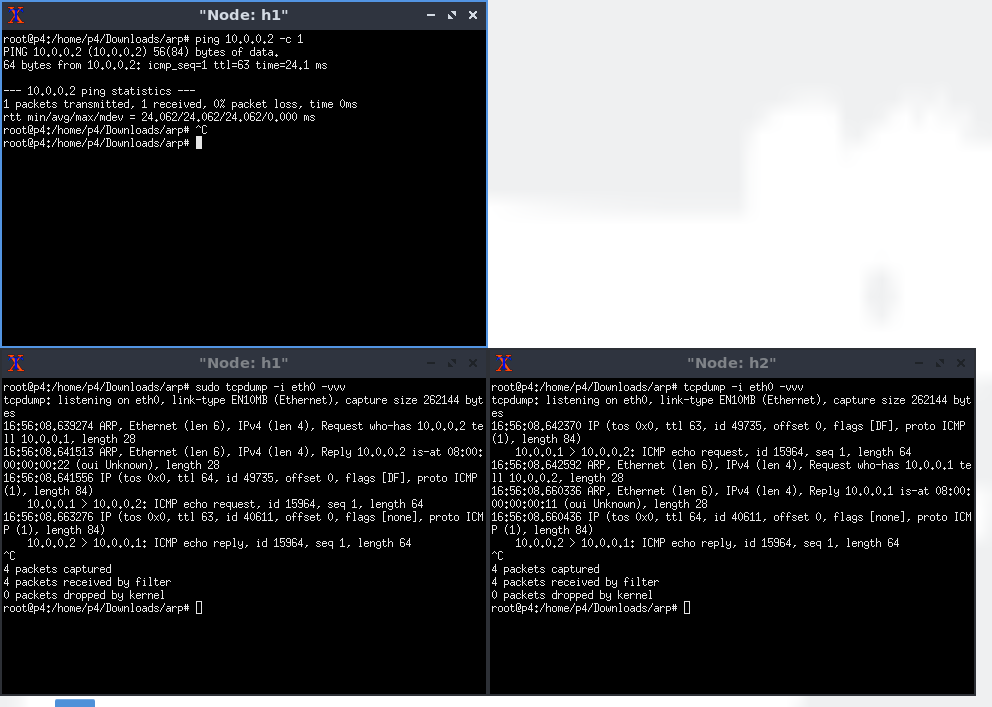 "Node: h1"
root@p4:/home/p4/Downloads/arp# ping 10.0.0.2 -c 1
PING 10.0.0.2 (10.0.0.2) 56(84) bytes of data.
64 bytes from 10.0.0.2: icmp_seq=1 ttl=63 time=24.1 ms
--- 10.0.0.2 ping statistics ---
1 packets transmitted, 1 received, 0% packet loss, time 0ms
rtt min/avg/max/mdev = 24.062/24.062/24.062/0.000 ms
root@p4:/home/p4/Downloads/arp# ^C
root@p4:/home/p4/Downloads/arp#
"Node: h1"
root@p4:/home/p4/Downloads/arp# sudo tcpdump -i eth0 -vvv
tcpdump: listening on eth0, link-type EN10MB (Ethernet), capture size 262144 byt
es
16:56:08.639274 ARP, Ethernet (len 6), IPv4 (len 4), Request who-has 10.0.0.2 te
ll 10.0.0.1, length 28
16:56:08.641513 ARP, Ethernet (len 6), IPv4 (len 4), Reply 10.0.0.2 is-at 08:00:
00:00:00:22 (oui Unknown), length 28
16:56:08.641556 IP (tos 0x0, ttl 64, id 49735, offset 0, flags [DF], proto ICMP
(1), length 84)
10.0.0.1 > 10.0.0.2: ICMP echo request, id 15964, seq 1, length 64
16:56:08.663276 IP (tos 0x0, ttl 63, id 40611, offset 0, flags [none], proto ICM
P (1), length 84)
10.0.0.2 > 10.0.0.1: ICMP echo reply, id 15964, seq 1, length 64
^C
4 packets captured
4 packets received by filter
0 packets dropped by kernel
root@p4:/home/p4/Downloads/arp#
"Node: h2"
root@p4:/home/p4/Downloads/arp# tcpdump -i eth0 -vvv
tcpdump: listening on eth0, link-type EN10MB (Ethernet), capture size 262144 byt
es
16:56:08.642370 IP (tos 0x0, ttl 63, id 49735, offset 0, flags [DF], proto ICMP
(1), length 84)
10.0.0.1 > 10.0.0.2: ICMP echo request, id 15964, seq 1, length 64
16:56:08.642592 ARP, Ethernet (len 6), IPv4 (len 4), Request who-has 10.0.0.1 te
ll 10.0.0.2, length 28
16:56:08.660336 ARP, Ethernet (len 6), IPv4 (len 4), Reply 10.0.0.1 is-at 08:00:
00:00:00:11 (oui Unknown), length 28
16:56:08.660436 IP (tos 0x0, ttl 64, id 40611, offset 0, flags [none], proto ICM
P (1), length 84)
10.0.0.2 > 10.0.0.1: ICMP echo reply, id 15964, seq 1, length 64
^C
4 packets captured
4 packets received by filter
0 packets dropped by kernel
root@p4:/home/p4/Downloads/arp#